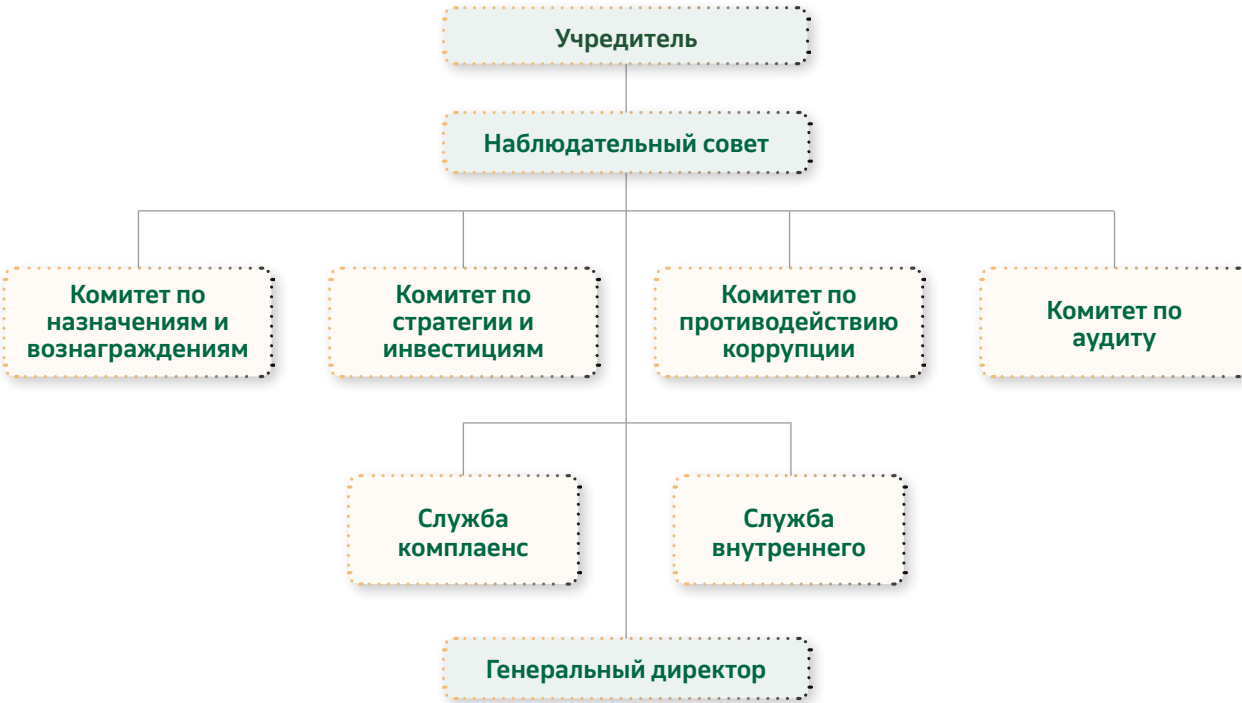 Учредитель
Наблюдательный совет
Комитет по
назначениям и
вознаграждениям
Комитет по
стратегии и
инвестициям
Комитет по
противодействию
коррупции
Комитет по
аудиту
Служба
комплаенс
Служба
внутреннего
Генеральный директор